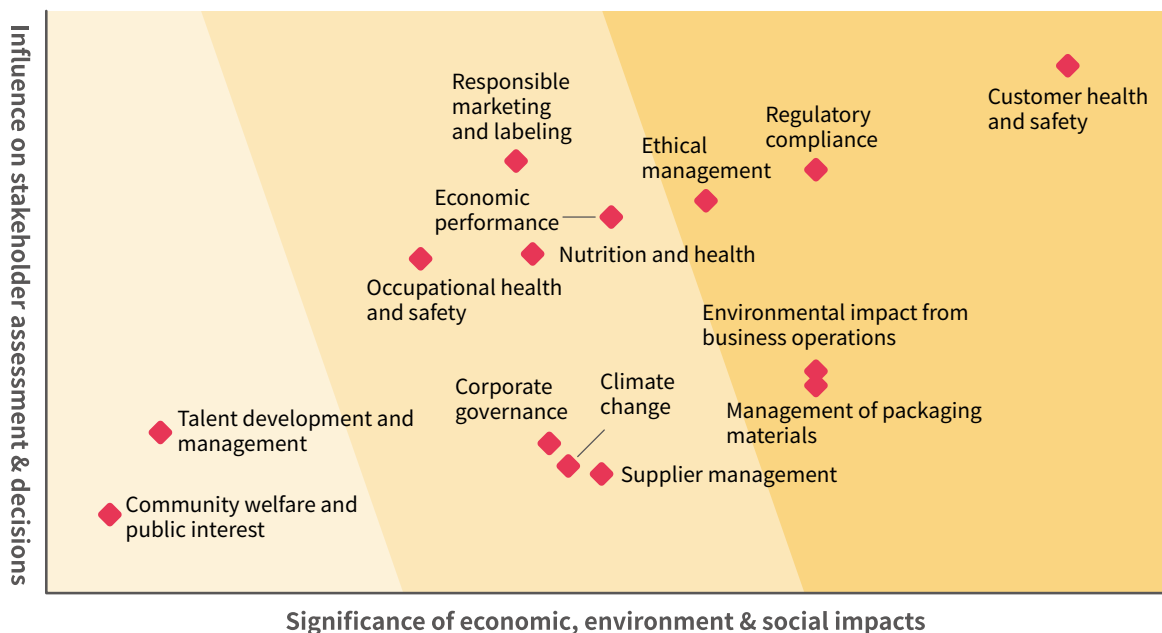 Influence on stakeholder assessment & decisions
Responsible
marketing
and labeling
Customer health
and safety
Regulatory
compliance
Ethical
management
Economic
performance
Nutrition and health
Occupational health
and safety
Environmental impact from
business operations
Corporate
governance
Climate
change
Management of packaging
materials
Talent development and
management
Supplier management
Community welfare and
public interest
Significance of economic, environment & social impacts